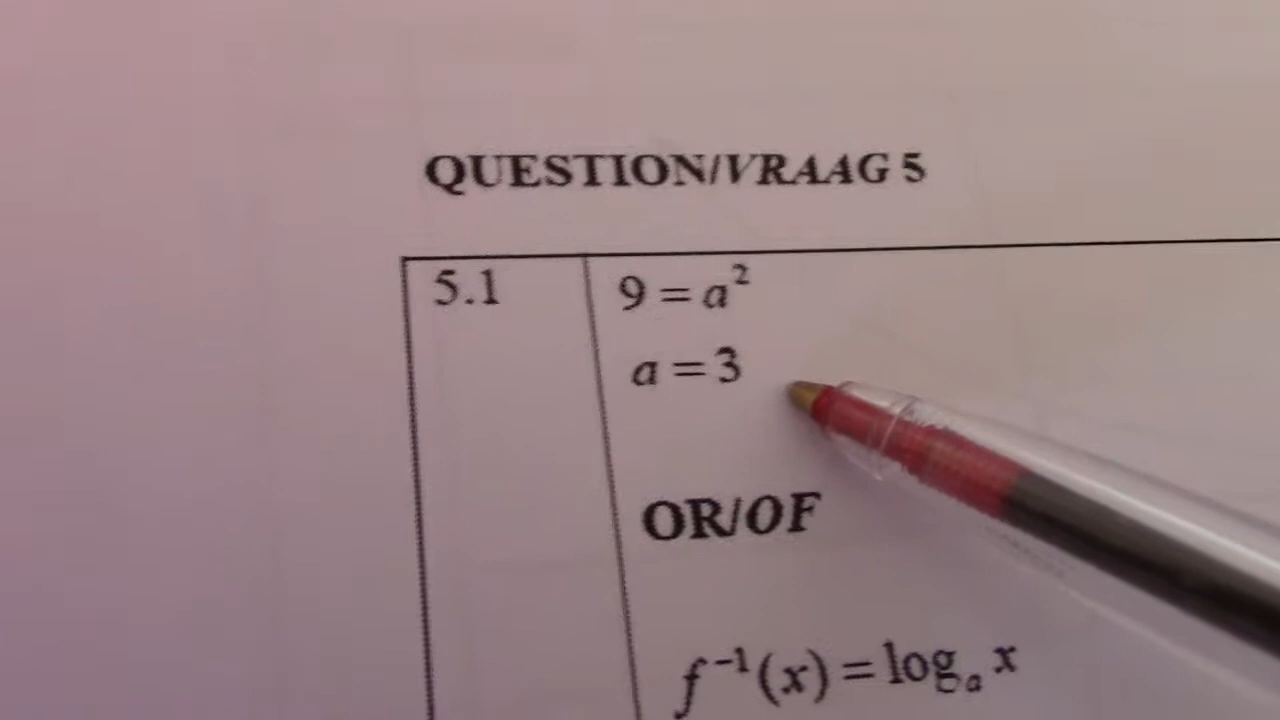 QUESTION/VRAAG 5
5.1 9 = a²
a = 3
OR/OF
f⁻¹(x) = logₐ x